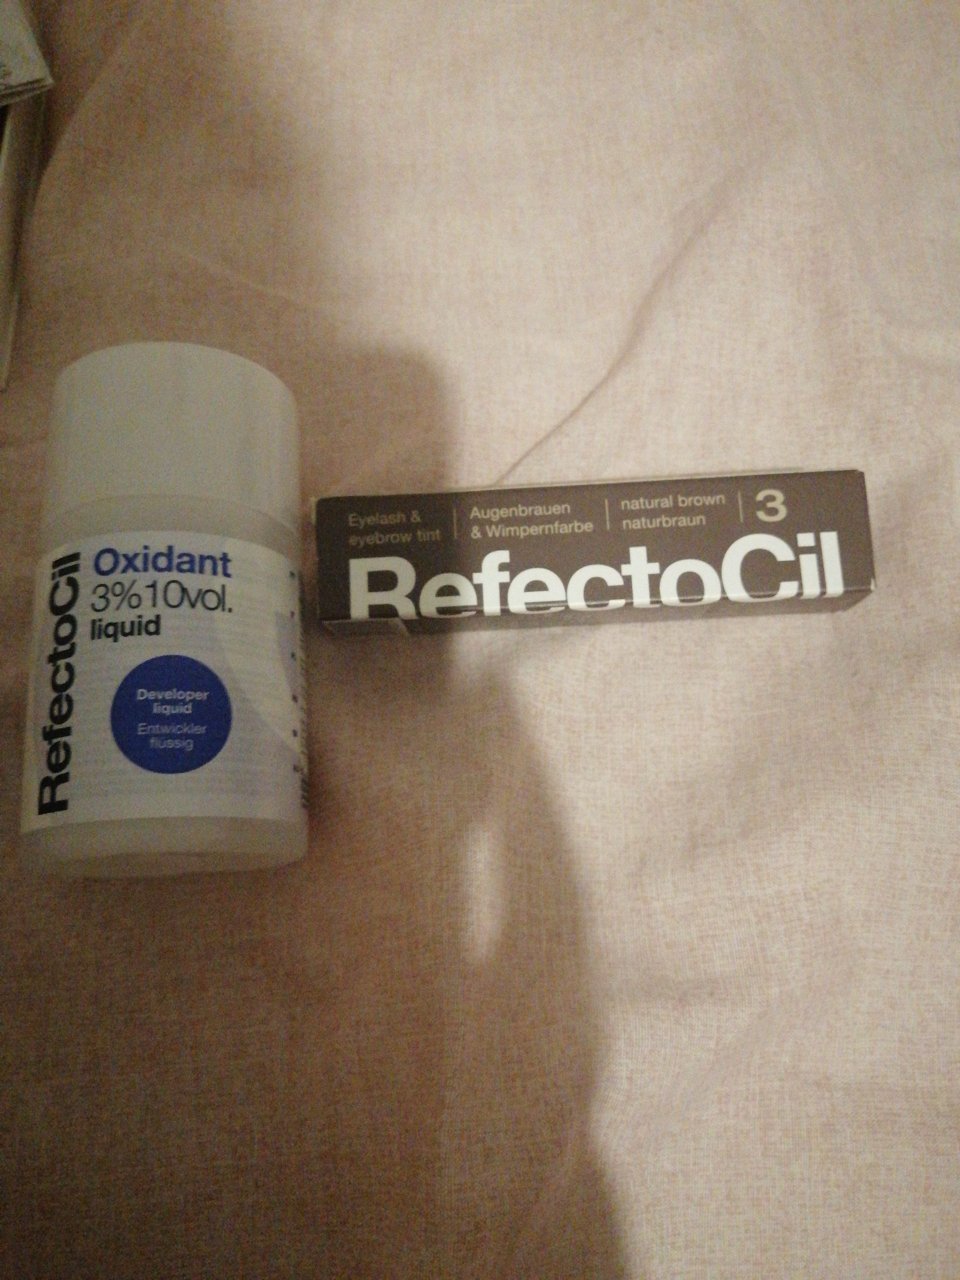 RefectoCil
Oxidant
3% 10vol.
liquid
Developer
liquid
Entwickler
flüssig
Eyelash &
eyebrow tint
Augenbrauen
& Wimpernfarbe
natural brown
naturbraun
3
RefectoCil